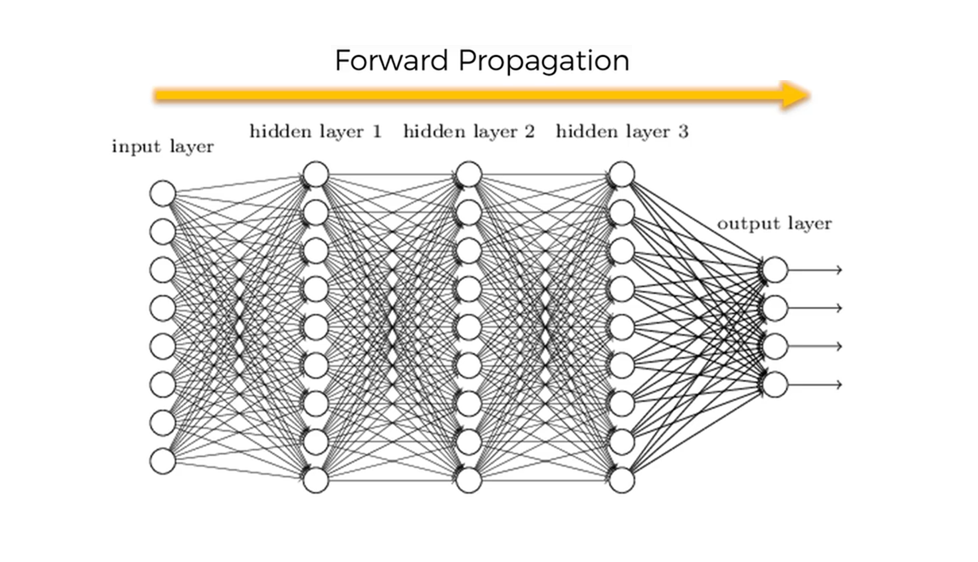 Forward Propagation
hidden layer 1 hidden layer 2 hidden layer 3
input layer
output layer